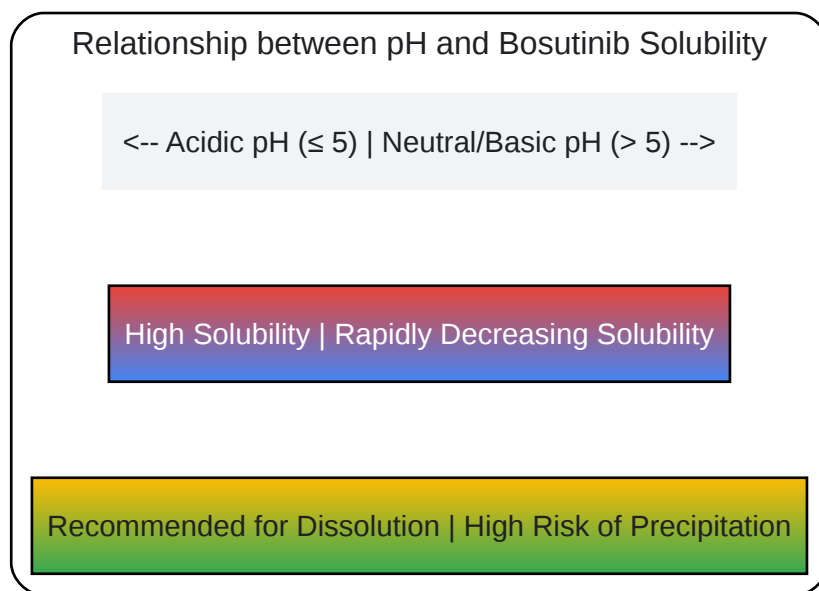 Relationship between pH and Bosutinib Solubility
<-- Acidic pH (≤ 5) | Neutral/Basic pH (> 5) -->
High Solubility | Rapidly Decreasing Solubility
Recommended for Dissolution | High Risk of Precipitation